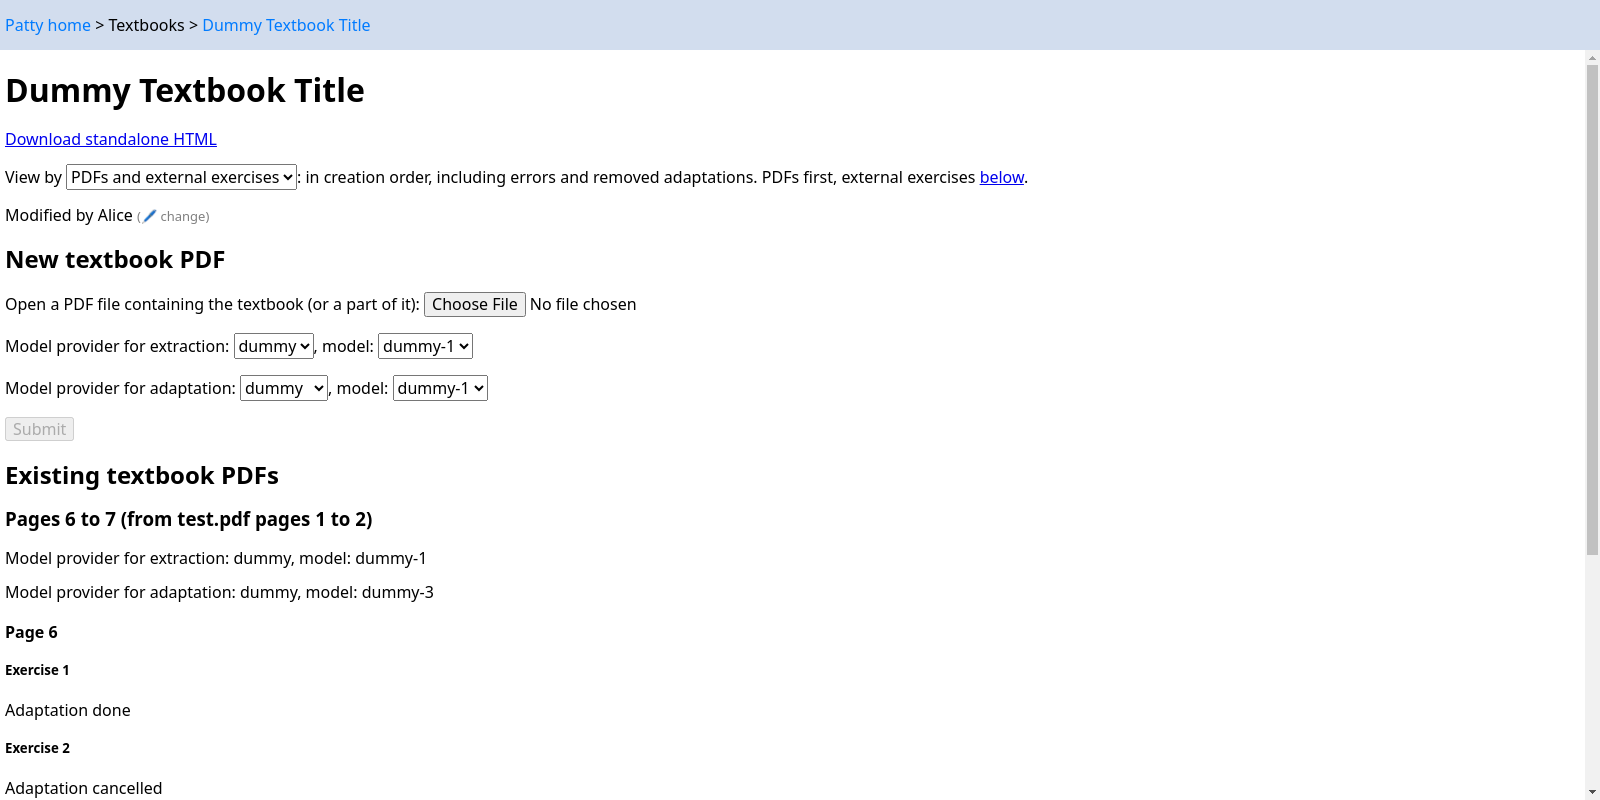 Patty home > Textbooks > Dummy Textbook Title
Dummy Textbook Title
Download standalone HTML
View by PDFs and external exercises: in creation order, including errors and removed adaptations. PDFs first, external exercises below.
Modified by Alice (🖊️ change)
New textbook PDF
Open a PDF file containing the textbook (or a part of it): Choose File No file chosen
Model provider for extraction: dummy, model: dummy-1
Model provider for adaptation: dummy, model: dummy-1
Submit
Existing textbook PDFs
Pages 6 to 7 (from test.pdf pages 1 to 2)
Model provider for extraction: dummy, model: dummy-1
Model provider for adaptation: dummy, model: dummy-3
Page 6
Exercise 1
Adaptation done
Exercise 2
Adaptation cancelled